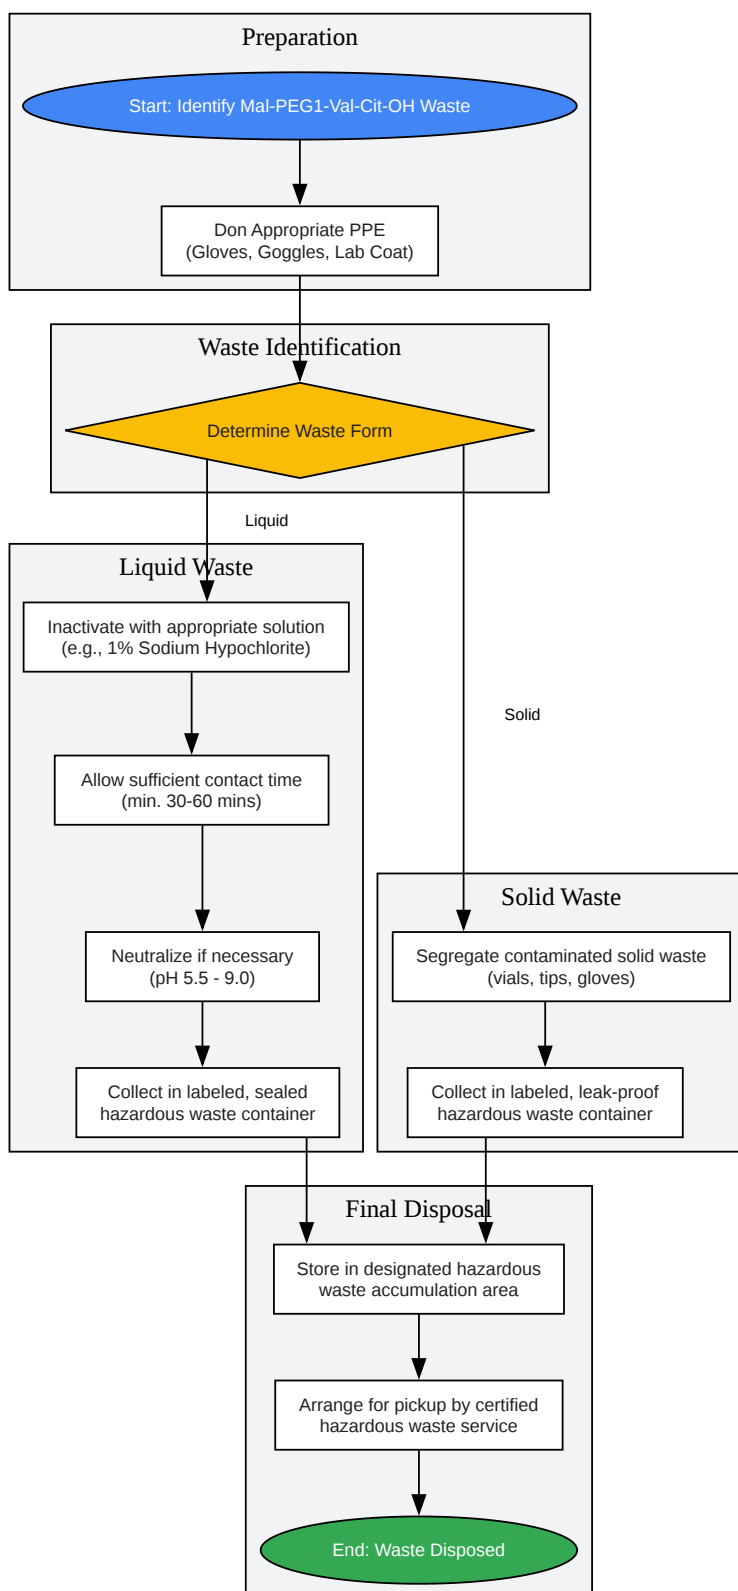 Preparation
Start: Identify Mal-PEG1-Val-Cit-OH Waste
Don Appropriate PPE
(Gloves, Goggles, Lab Coat)
Waste Identification
Determine Waste Form
Liquid
Liquid Waste
Inactivate with appropriate solution
(e.g., 1% Sodium Hypochlorite)
Solid
Allow sufficient contact time
(min. 30-60 mins)
Solid Waste
Neutralize if necessary
(pH 5.5 - 9.0)
Segregate contaminated solid waste
(vials, tips, gloves)
Collect in labeled, sealed
hazardous waste container
Collect in labeled, leak-proof
hazardous waste container
Final Disposal
Store in designated hazardous
waste accumulation area
Arrange for pickup by certified
hazardous waste service
End: Waste Disposed